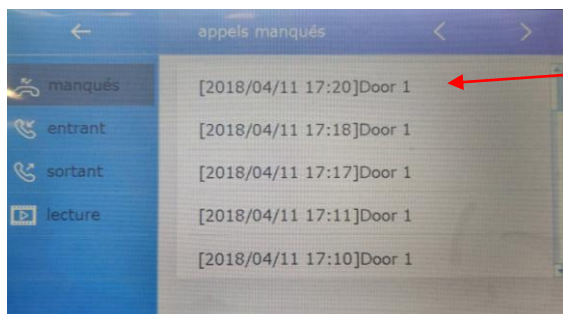 appels manqués
manqués
entrant
sortant
lecture
[2018/04/11 17:20]Door 1
[2018/04/11 17:18]Door 1
[2018/04/11 17:17]Door 1
[2018/04/11 17:11]Door 1
[2018/04/11 17:10]Door 1